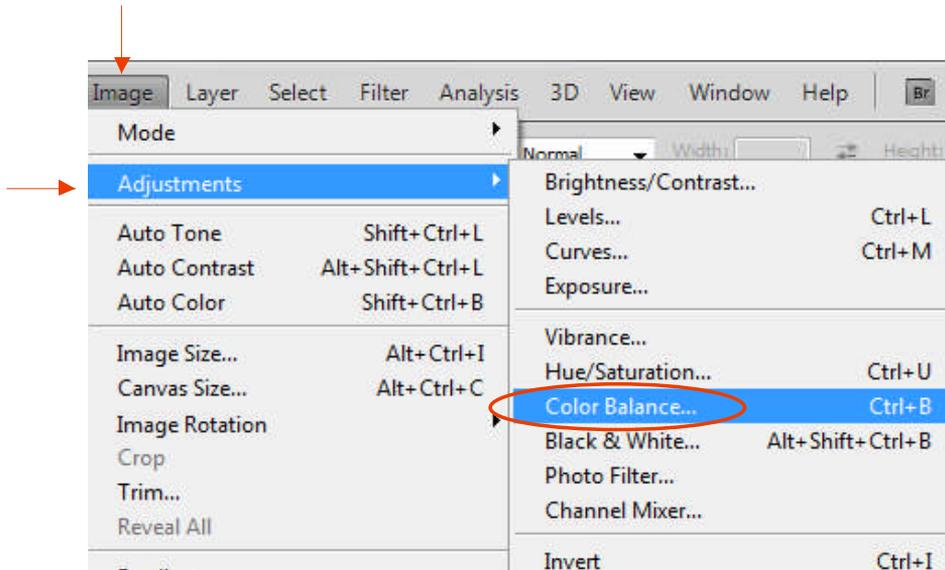 Image Layer Select Filter Analysis 3D View Window Help Br
Mode
Normal Width: Height:
Adjustments
Auto Tone Shift+Ctrl+L
Auto Contrast Alt+Shift+Ctrl+L
Auto Color Shift+Ctrl+B
Image Size... Alt+Ctrl+I
Canvas Size... Alt+Ctrl+C
Image Rotation
Crop
Trim...
Reveal All
Brightness/Contrast...
Levels... Ctrl+L
Curves... Ctrl+M
Exposure...
Vibrance...
Hue/Saturation... Ctrl+U
Color Balance... Ctrl+B
Black & White... Alt+Shift+Ctrl+B
Photo Filter...
Channel Mixer...
Invert Ctrl+I